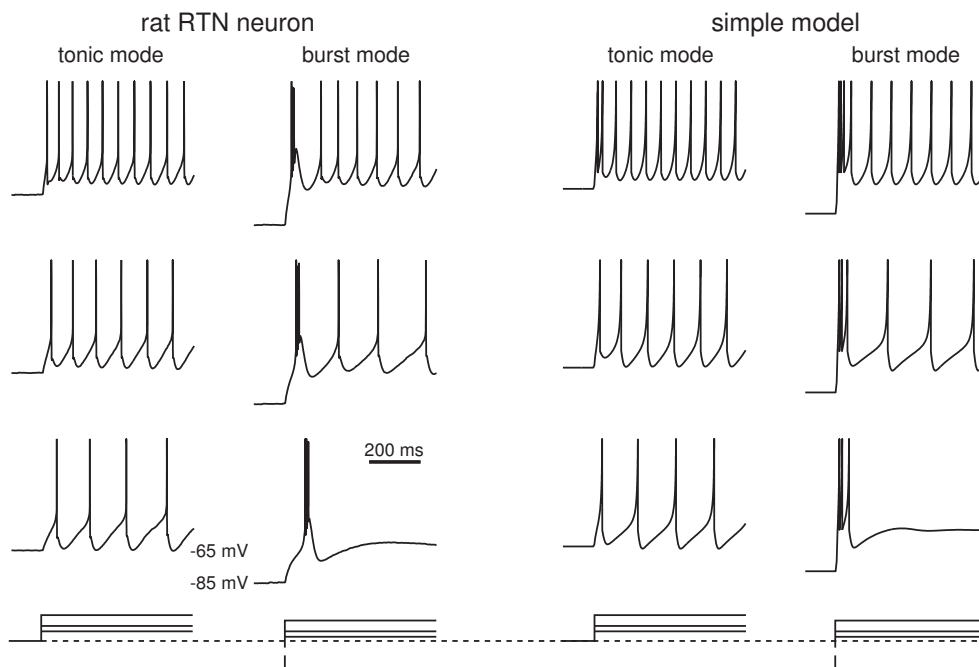 rat RTN neuron
simple model
tonic mode
burst mode
tonic mode
burst mode
200 ms
-65 mV
-85 mV